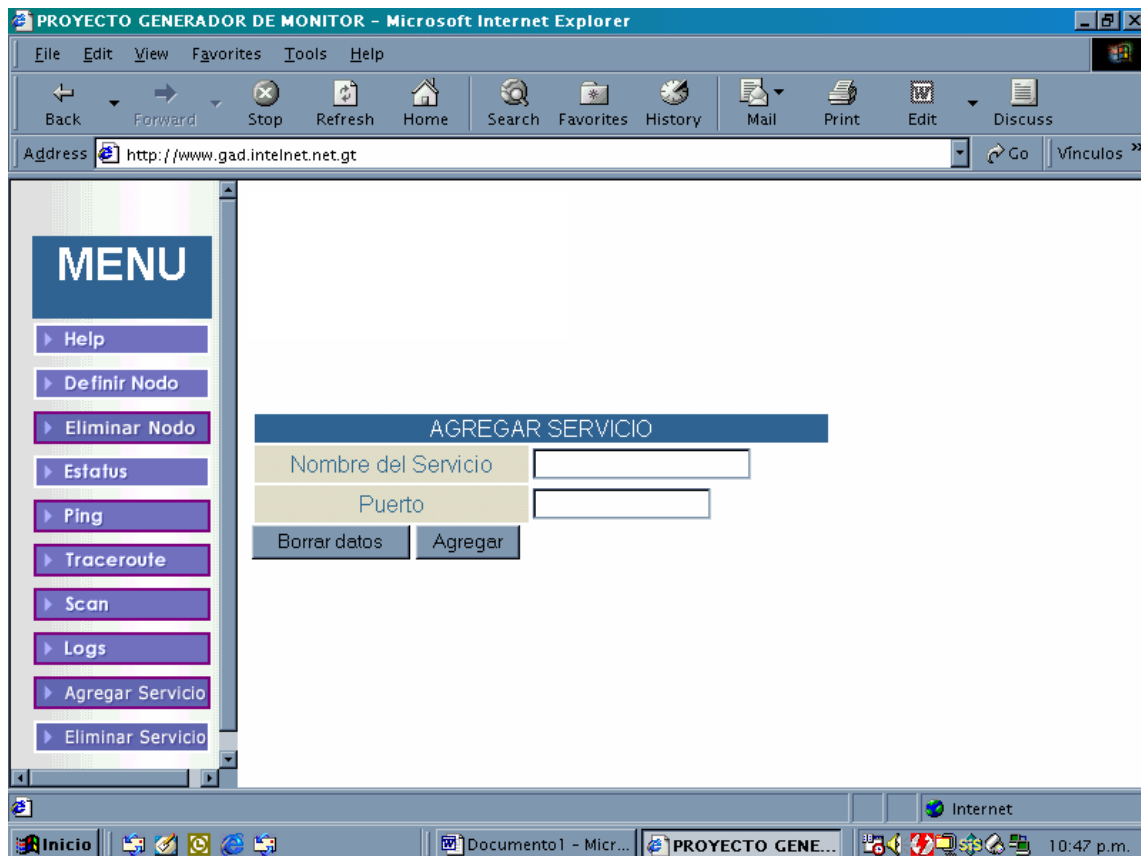 PROYECTO GENERADOR DE MONITOR - Microsoft Internet Explorer
File Edit View Favorites Tools Help
Back Forward Stop Refresh Home Search Favorites History Mail Print Edit Discuss
Address http://www.gad.intelnet.net.gt Go Vínculos »
MENU
Help
Definir Nodo
Eliminar Nodo
Estatus
Ping
Traceroute
Scan
Logs
Agregar Servicio
Eliminar Servicio
AGREGAR SERVICIO
Nombre del Servicio
Puerto
Borrar datos Agregar
Internet
Inicio Documento1 - Micr... PROYECTO GENE... sis 10:47 p.m.